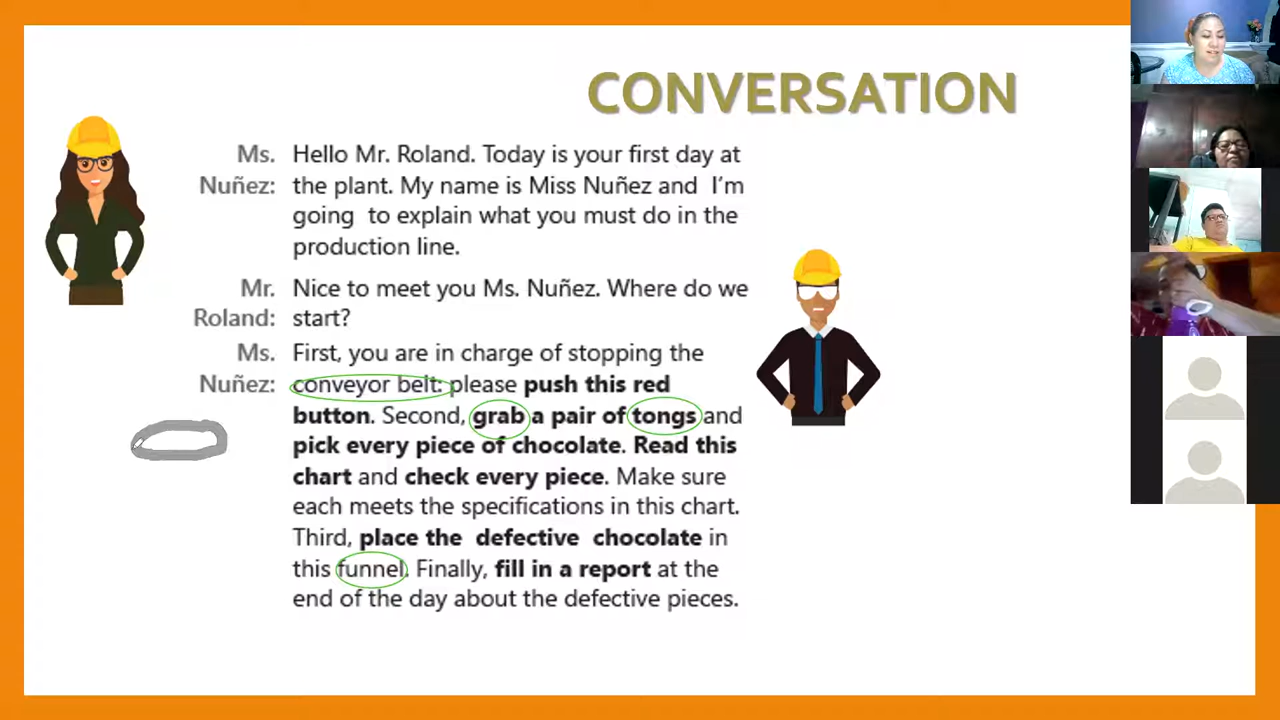 CONVERSATION
Ms. Hello Mr. Roland. Today is your first day at
Nuñez: the plant. My name is Miss Nuñez and I'm
going to explain what you must do in the
production line.
Mr. Nice to meet you Ms. Nuñez. Where do we
Roland: start?
Ms. First, you are in charge of stopping the
Nuñez: conveyor belt: please push this red
button. Second, grab a pair of tongs and
pick every piece of chocolate. Read this
chart and check every piece. Make sure
each meets the specifications in this chart.
Third, place the defective chocolate in
this funnel. Finally, fill in a report at the
end of the day about the defective pieces.